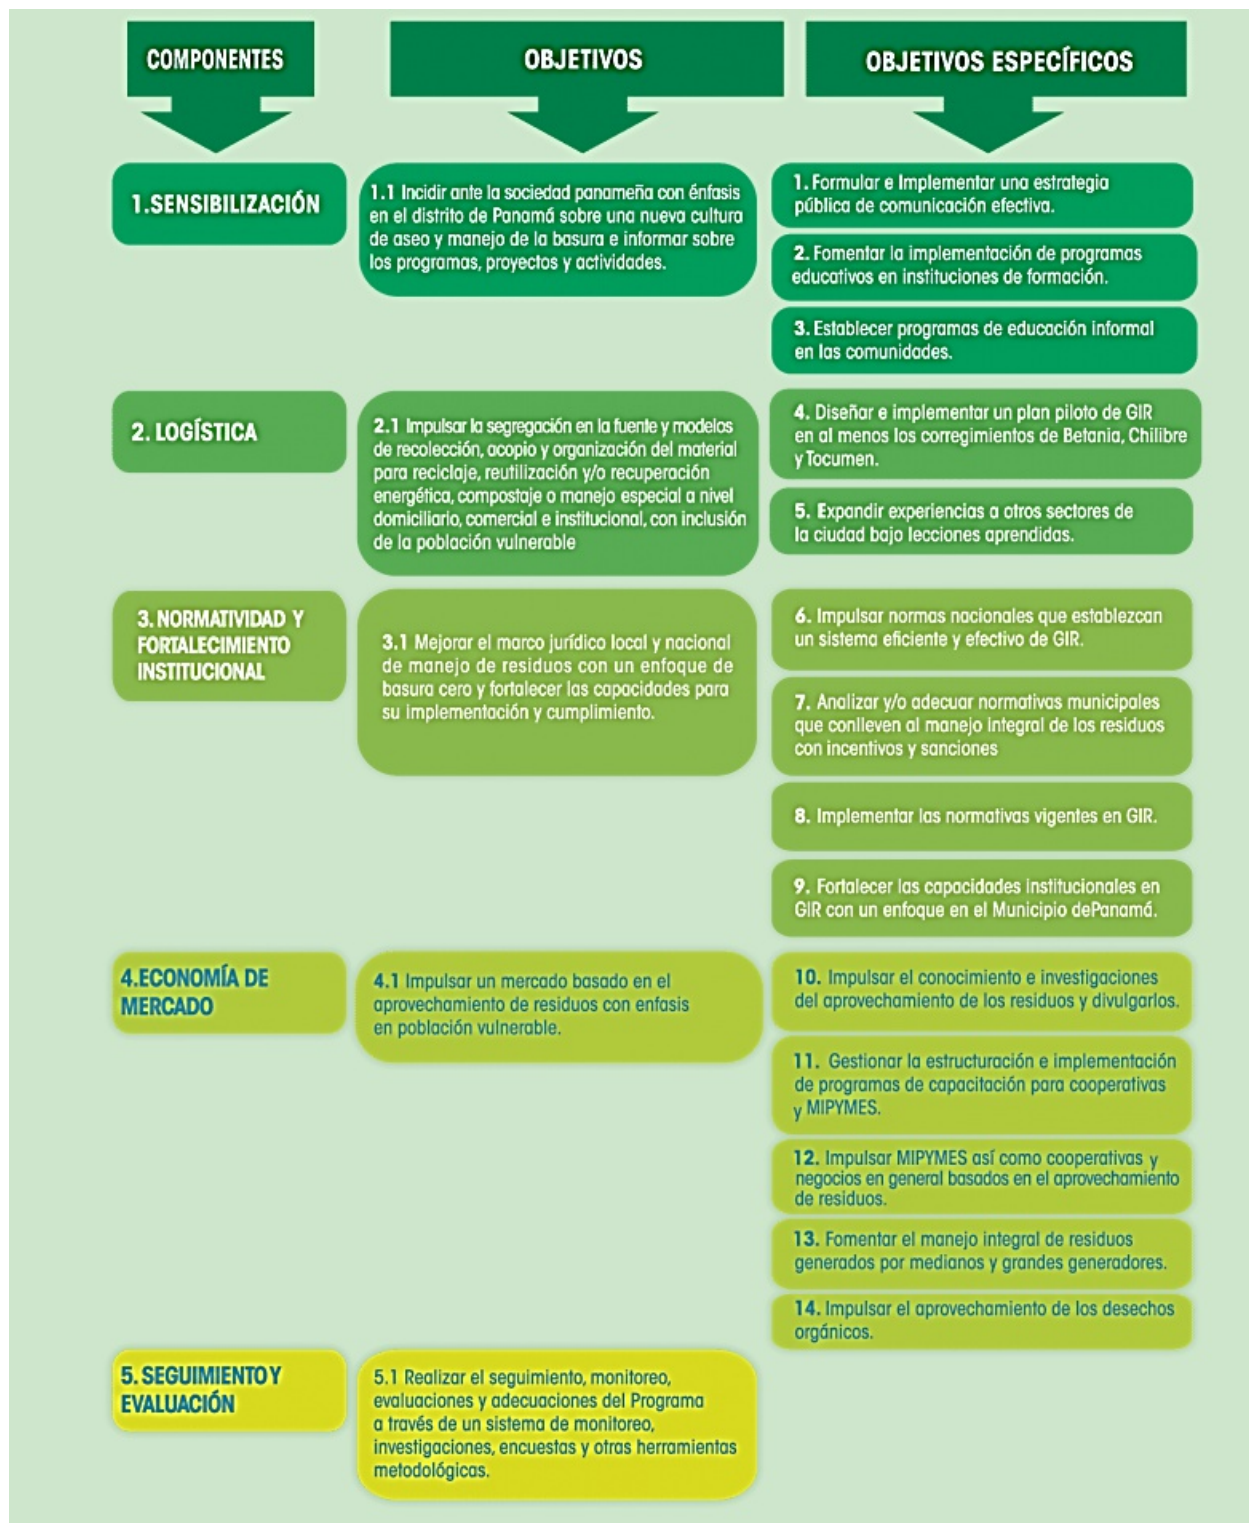 COMPONENTES
OBJETIVOS
OBJETIVOS ESPECÍFICOS
1.SENSIBILIZACIÓN
1.1 Incidir ante la sociedad panameña con énfasis
en el distrito de Panamá sobre una nueva cultura
de aseo y manejo de la basura e informar sobre
los programas, proyectos y actividades.
1. Formular e Implementar una estrategia
pública de comunicación efectiva.
2. Fomentar la implementación de programas
educativos en instituciones de formación.
3. Establecer programas de educación informal
en las comunidades.
2. LOGÍSTICA
2.1 Impulsar la segregación en la fuente y modelos
de recolección, acopio y organización del material
para reciclaje, reutilización y/o recuperación
energética, compostaje o manejo especial a nivel
domiciliario, comercial e institucional, con inclusión
de la población vulnerable
4. Diseñar e implementar un plan piloto de GIR
en al menos los corregimientos de Betania, Chilibre
y Tocumen.
5. Expandir experiencias a otros sectores de
la ciudad bajo lecciones aprendidas.
3. NORMATIVIDAD Y
FORTALECIMIENTO
INSTITUCIONAL
3.1 Mejorar el marco jurídico local y nacional
de manejo de residuos con un enfoque de
basura cero y fortalecer las capacidades para
su implementación y cumplimiento.
6. Impulsar normas nacionales que establezcan
un sistema eficiente y efectivo de GIR.
7. Analizar y/o adecuar normativas municipales
que conlleven al manejo integral de los residuos
con incentivos y sanciones
8. Implementar las normativas vigentes en GIR.
9. Fortalecer las capacidades institucionales en
GIR con un enfoque en el Municipio dePanamá.
4.ECONOMÍA DE
MERCADO
4.1 Impulsar un mercado basado en el
aprovechamiento de residuos con enfasis
en población vulnerable.
10. Impulsar el conocimiento e investigaciones
del aprovechamiento de los residuos y divulgarlos.
11. Gestionar la estructuración e implementación
de programas de capacitación para cooperativas
y MIPYMES.
12. Impulsar MIPYMES así como cooperativas y
negocios en general basados en el aprovechamiento
de residuos.
13. Fomentar el manejo integral de residuos
generados por medianos y grandes generadores.
14. Impulsar el aprovechamiento de los desechos
orgánicos.
5. SEGUIMIENTO Y
EVALUACIÓN
5.1 Realizar el seguimiento, monitoreo,
evaluaciones y adecuaciones del Programa
a través de un sistema de monitoreo,
investigaciones, encuestas y otras herramientas
metodológicas.